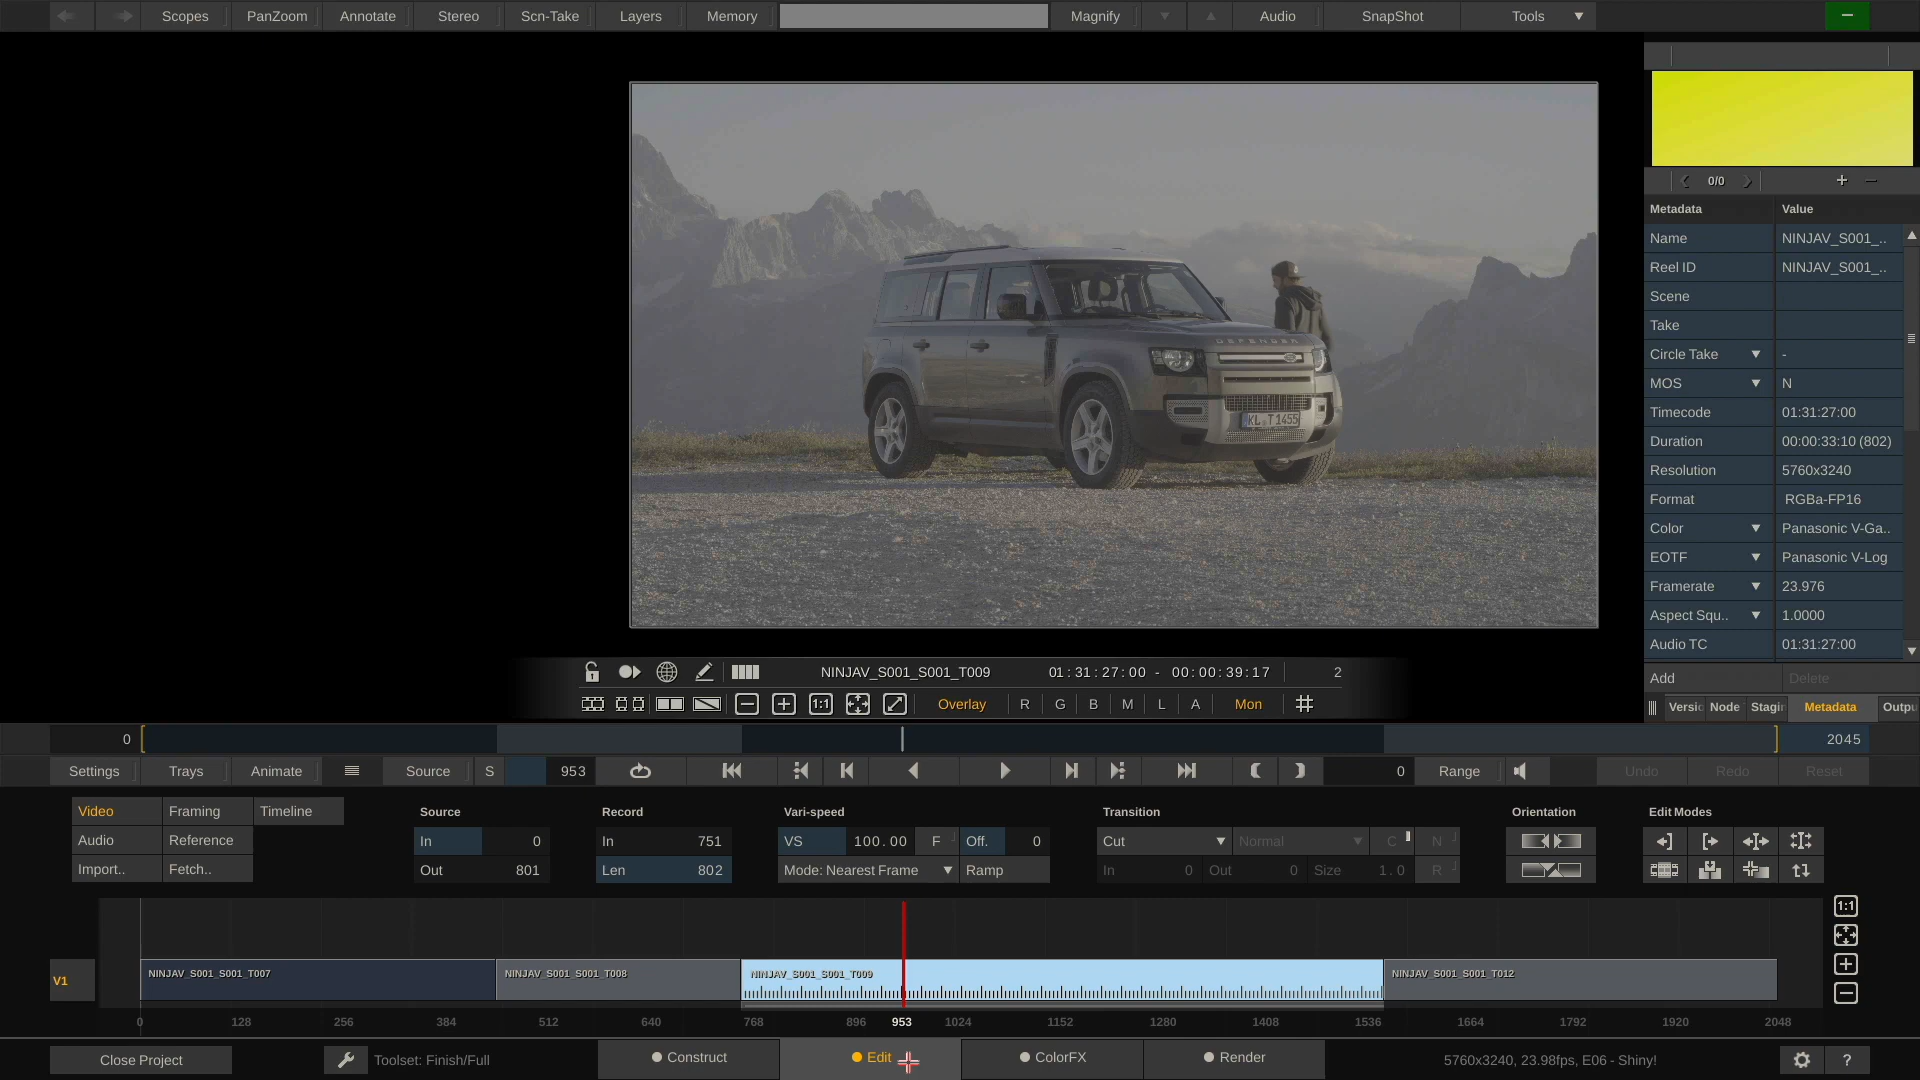 Scopes PanZoom Annotate Stereo Scn-Take Layers Memory Magnify Audio SnapShot Tools
0/0
Metadata Value
Name NINJAV_S001_..
Reel ID NINJAV_S001_..
Scene
Take
Circle Take -
MOS N
Timecode 01:31:27:00
Duration 00:00:33:10 (802)
Resolution 5760x3240
Format RGBa-FP16
Color Panasonic V-Ga..
EOTF Panasonic V-Log
Framerate 23.976
Aspect Squ.. 1.0000
Audio TC 01:31:27:00
Add Delete
Versio Node Stagin Metadata Outpu
DEFENDER
KL T 1455
NINJAV_S001_S001_T009 01:31:27:00 - 00:00:39:17 2
1:1 Overlay R G B M L A Mon
0 2045
Settings Trays Animate Source S 953 0 Range Undo Redo Reset
Video Framing Timeline
Audio Reference
Import.. Fetch..
Source Record Vari-speed Transition Orientation Edit Modes
In 0 In 751 VS 100.00 F Off. 0 Cut Normal C N
Out 801 Len 802 Mode: Nearest Frame Ramp In 0 Out 0 Size 1.0 R
1:1
V1 NINJAV_S001_S001_T007 NINJAV_S001_S001_T008 NINJAV_S001_S001_T009 NINJAV_S001_S001_T012
0 128 256 384 512 640 768 896 953 1024 1152 1280 1408 1536 1664 1792 1920 2048
Close Project Toolset: Finish/Full Construct Edit ColorFX Render 5760x3240, 23.98fps, E06 - Shiny! ?